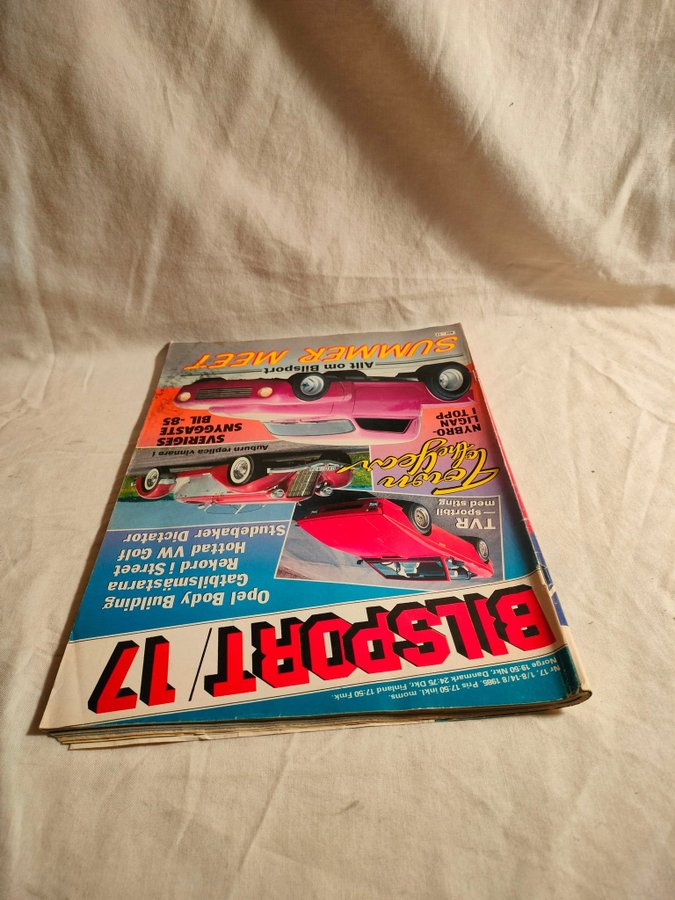 Nr 17, 1/8-14/8 1985. Pris 17:50 inkl. moms.
Norge 19:50 Nkr, Danmark 24:75 Dkr, Finland 17:50 Fmk.
BILSPORT / 17
Opel Body Building
Gatbilsmästarna
Rekord i Street
Hottad VW Golf
Studebaker Dictator
TVR
— sportbil
med sting
Town
of
the Year
Auburn replica vinnare i
SVERIGES
SNYGGASTE
BIL -85
NYBRO-
LIGAN
I TOPP
Allt om Bilsport
SUMMER MEET